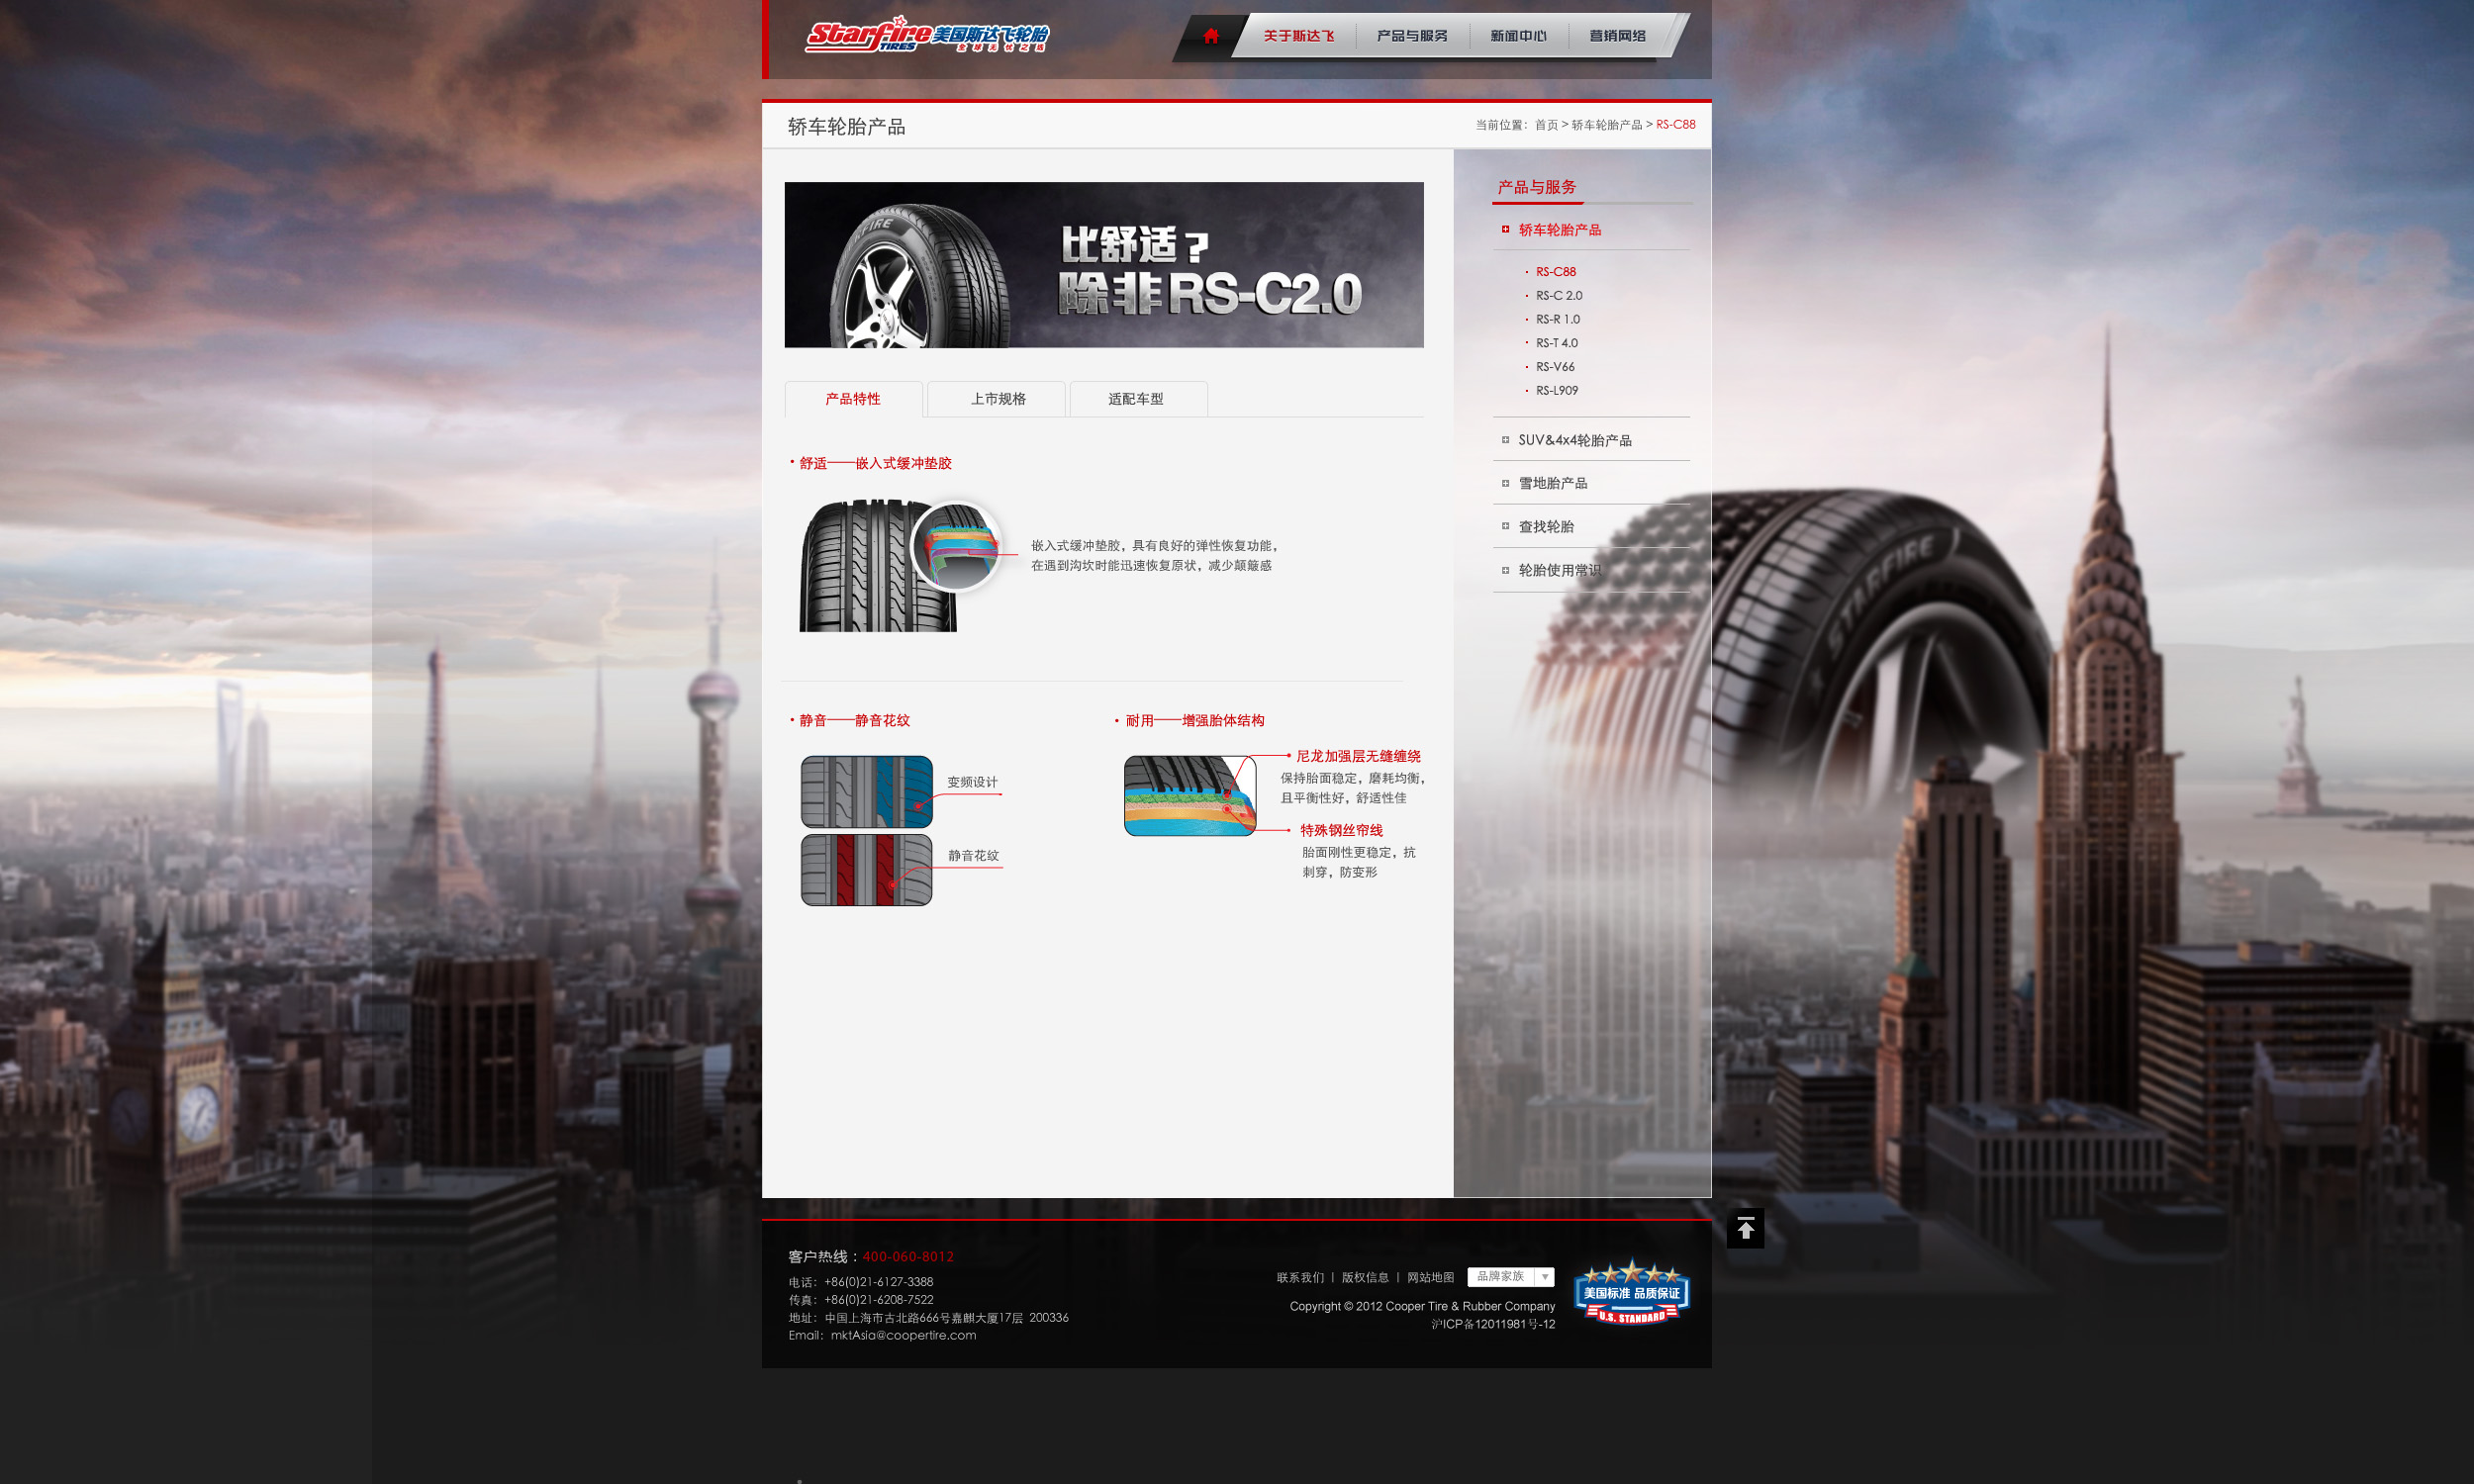 Starfire
TIRES
美国斯达飞轮胎
关于斯达飞
产品与服务
新闻中心
营销网络
轿车轮胎产品
当前位置：首页 > 轿车轮胎产品 > RS-C88
比舒适？
除非RS-C2.0
产品特性
上市规格
适配车型
舒适——嵌入式缓冲垫胶
嵌入式缓冲垫胶，具有良好的弹性恢复功能，
在遇到沟坎时能迅速恢复原状，减少颠簸感
静音——静音花纹
变频设计
静音花纹
耐用——增强胎体结构
尼龙加强层无缝缠绕
保持胎面稳定，磨耗均衡，
且平衡性好，舒适性佳
特殊钢丝帘线
胎面刚性更稳定，抗
刺穿，防变形
产品与服务
轿车轮胎产品
RS-C88
RS-C 2.0
RS-R 1.0
RS-T 4.0
RS-V66
RS-L909
SUV&4x4轮胎产品
雪地胎产品
查找轮胎
轮胎使用常识
STARFIRE
客户热线：400-060-8012
电话：+86(0)21-6127-3388
传真：+86(0)21-6208-7522
地址：中国上海市古北路666号嘉麒大厦17层 200336
Email：mktAsia@coopertire.com
联系我们 | 版权信息 | 网站地图
品牌家族
Copyright © 2012 Cooper Tire & Rubber Company
沪ICP备12011981号-12
美国标准 品质保证
U.S. STANDARD